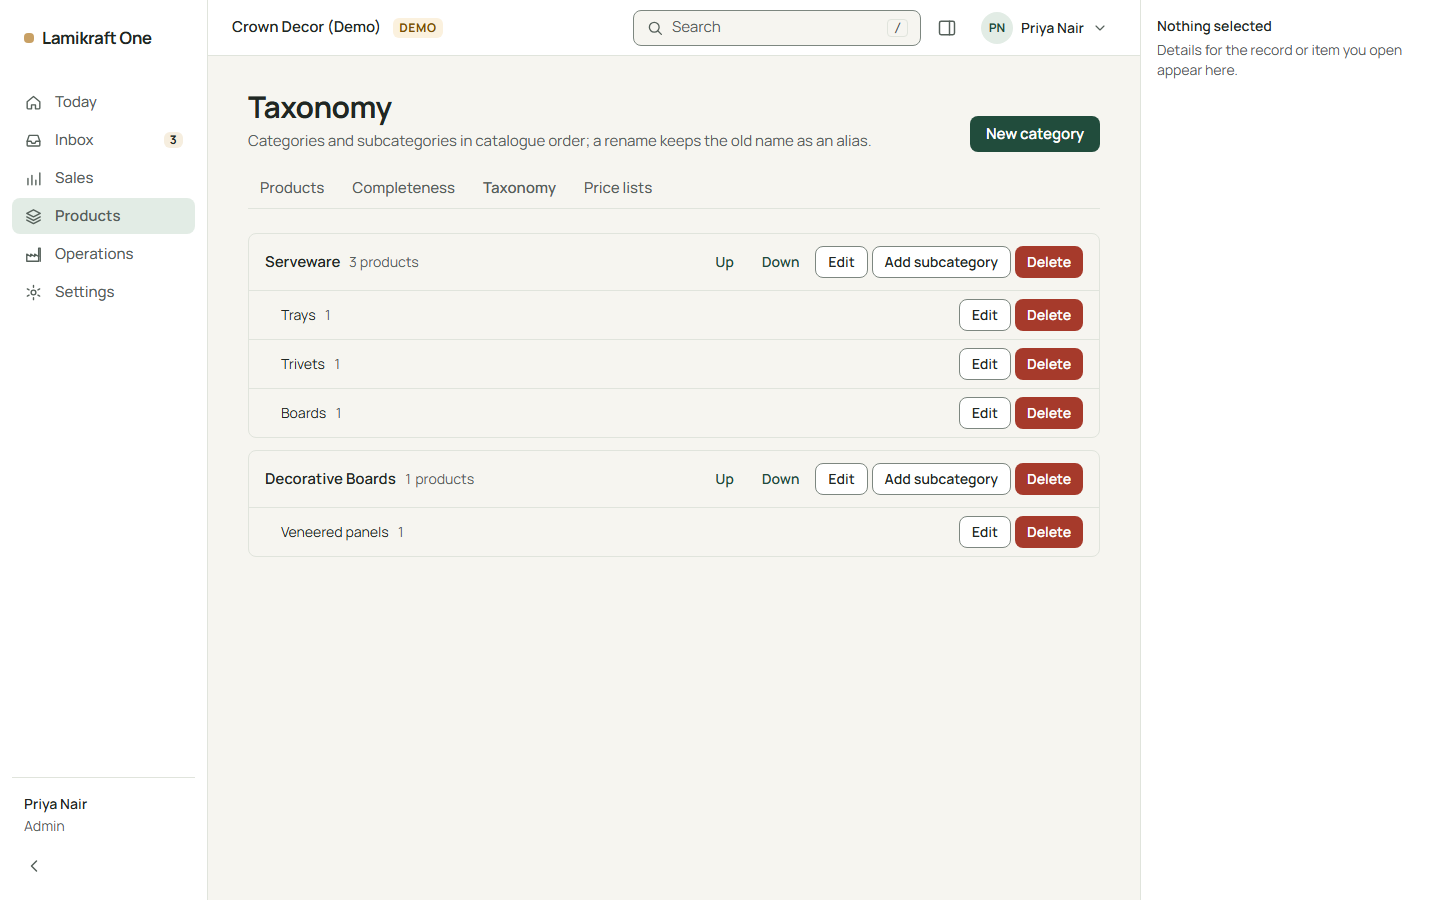 Lamikraft One
Today
Inbox 3
Sales
Products
Operations
Settings
Priya Nair
Admin
Crown Decor (Demo) DEMO
Search /
PN Priya Nair
Taxonomy
Categories and subcategories in catalogue order; a rename keeps the old name as an alias.
New category
Products Completeness Taxonomy Price lists
Serveware 3 products Up Down Edit Add subcategory Delete
Trays 1 Edit Delete
Trivets 1 Edit Delete
Boards 1 Edit Delete
Decorative Boards 1 products Up Down Edit Add subcategory Delete
Veneered panels 1 Edit Delete
Nothing selected
Details for the record or item you open
appear here.